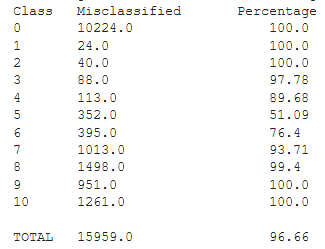 Class Misclassified Percentage
0 10224.0 100.0
1 24.0 100.0
2 40.0 100.0
3 88.0 97.78
4 113.0 89.68
5 352.0 51.09
6 395.0 76.4
7 1013.0 93.71
8 1498.0 99.4
9 951.0 100.0
10 1261.0 100.0
TOTAL 15959.0 96.66